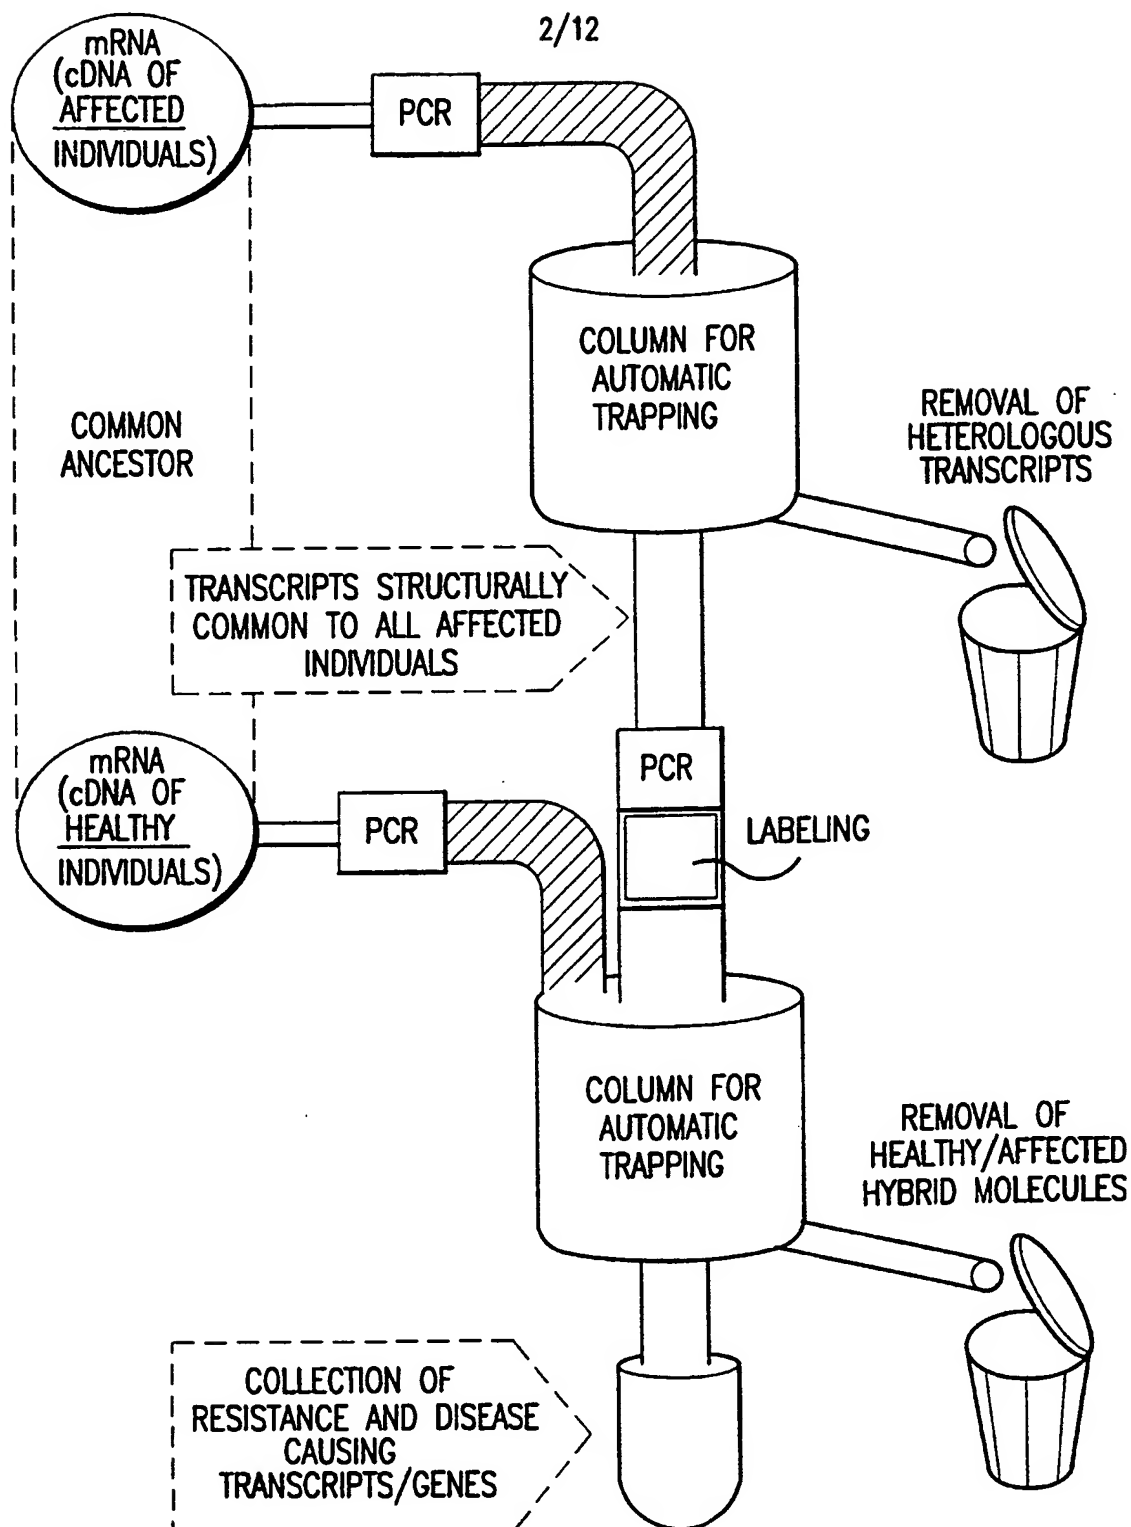 2/12
mRNA
(cDNA OF
AFFECTED
INDIVIDUALS)
PCR
COLUMN FOR
AUTOMATIC
TRAPPING
COMMON
ANCESTOR
REMOVAL OF
HETEROLOGOUS
TRANSCRIPTS
TRANSCRIPTS STRUCTURALLY
COMMON TO ALL AFFECTED
INDIVIDUALS
PCR
LABELING
mRNA
(cDNA OF
HEALTHY
INDIVIDUALS)
PCR
COLUMN FOR
AUTOMATIC
TRAPPING
REMOVAL OF
HEALTHY/AFFECTED
HYBRID MOLECULES
COLLECTION OF
RESISTANCE AND DISEASE
CAUSING
TRANSCRIPTS/GENES